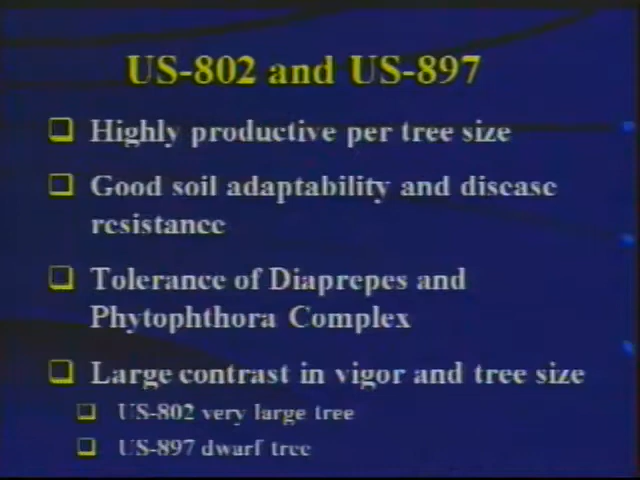 US-802 and US-897
Highly productive per tree size
Good soil adaptability and disease
resistance
Tolerance of Diaprepes and
Phytophthora Complex
Large contrast in vigor and tree size
US-802 very large tree
US-897 dwarf tree